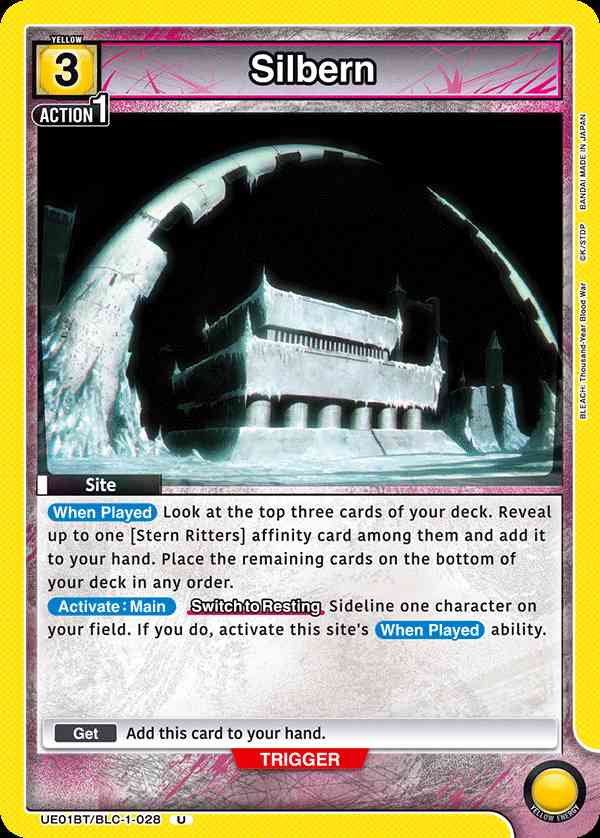 YELLOW
3
Silbern
ACTION 1
BLEACH: Thousand-Year Blood War ©K/STDP BANDAI MADE IN JAPAN
Site
When Played Look at the top three cards of your deck. Reveal
up to one [Stern Ritters] affinity card among them and add it
to your hand. Place the remaining cards on the bottom of
your deck in any order.
Activate: Main Switch to Resting Sideline one character on
your field. If you do, activate this site's When Played ability.
Get Add this card to your hand.
TRIGGER
UE01BT/BLC-1-028 U
YELLOW ENERGY